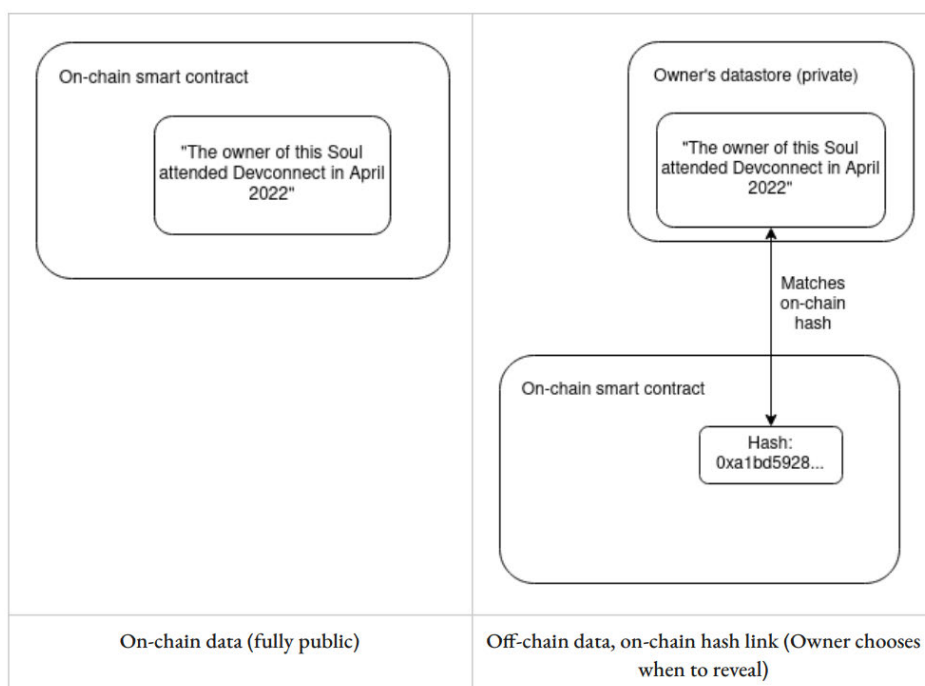 On-chain smart contract
"The owner of this Soul
attended Devconnect in April
2022"
On-chain data (fully public)
Owner's datastore (private)
"The owner of this Soul
attended Devconnect in April
2022"
Matches
on-chain
hash
On-chain smart contract
Hash:
0xa1bd5928...
Off-chain data, on-chain hash link (Owner chooses
when to reveal)